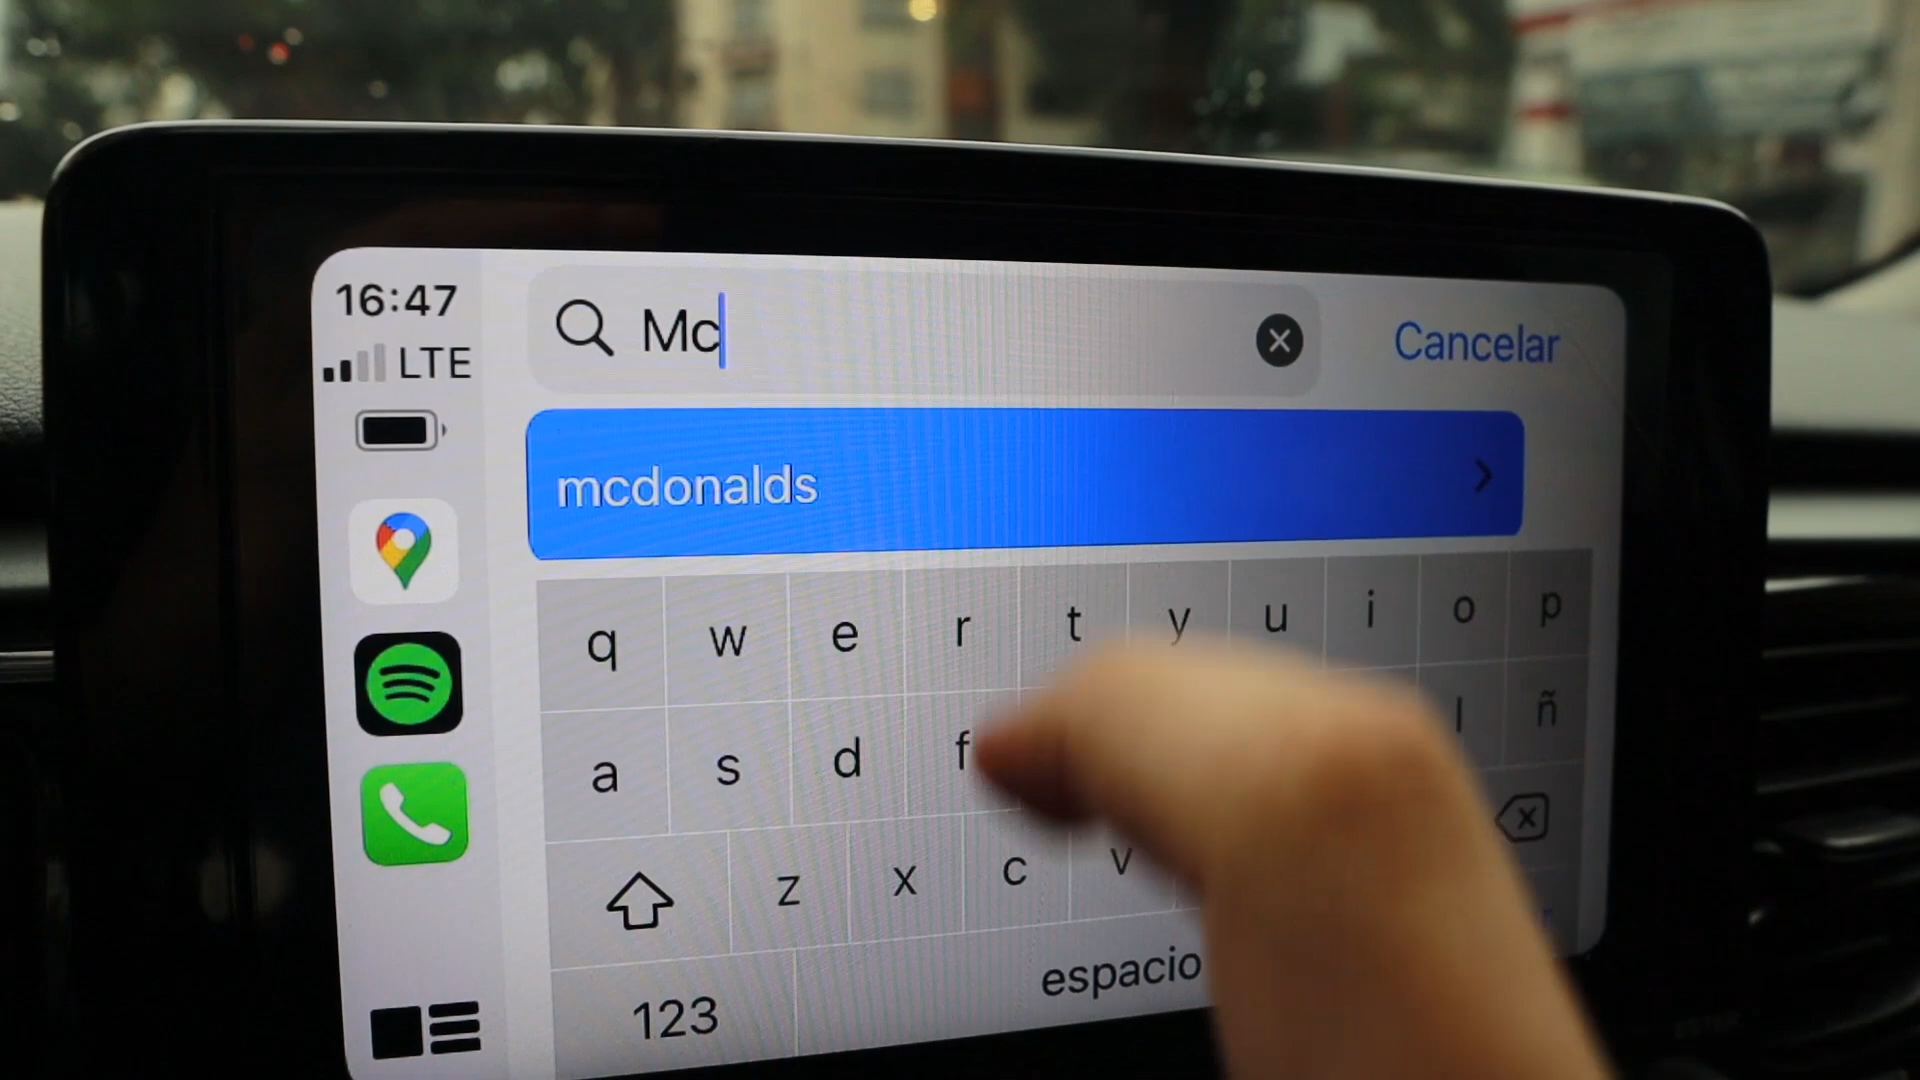 16:47
LTE
Mc
Cancelar
mcdonalds
q w e r t y u i o p
a s d f l ñ
z x c v
123
espacio